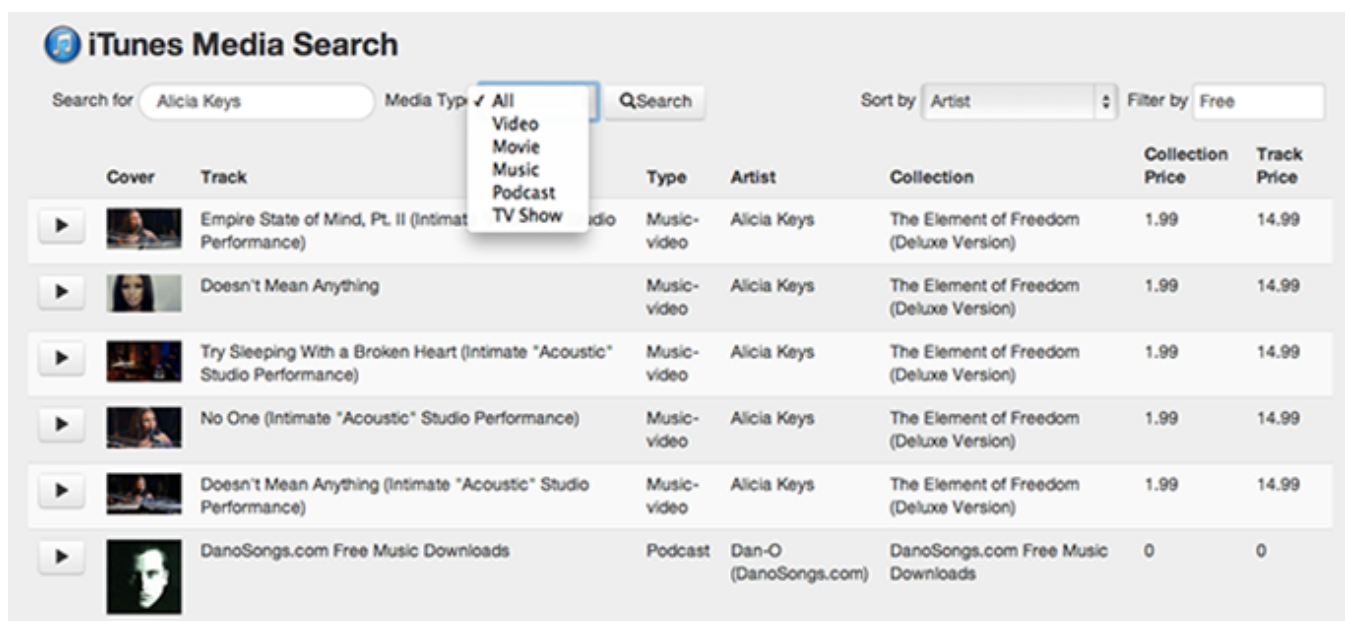 iTunes Media Search
Search for Alicia Keys Media Typ ✓ All Search Sort by Artist Filter by Free
Video
Movie
Music
Podcast
TV Show
Cover Track Type Artist Collection Collection Price Track Price
Empire State of Mind, Pt. II (Intimat udio Music- Alicia Keys The Element of Freedom 1.99 14.99
Performance) video (Deluxe Version)
Doesn't Mean Anything Music- Alicia Keys The Element of Freedom 1.99 14.99
video (Deluxe Version)
Try Sleeping With a Broken Heart (Intimate "Acoustic" Music- Alicia Keys The Element of Freedom 1.99 14.99
Studio Performance) video (Deluxe Version)
No One (Intimate "Acoustic" Studio Performance) Music- Alicia Keys The Element of Freedom 1.99 14.99
video (Deluxe Version)
Doesn't Mean Anything (Intimate "Acoustic" Studio Music- Alicia Keys The Element of Freedom 1.99 14.99
Performance) video (Deluxe Version)
DanoSongs.com Free Music Downloads Podcast Dan-O DanoSongs.com Free Music 0 0
(DanoSongs.com) Downloads